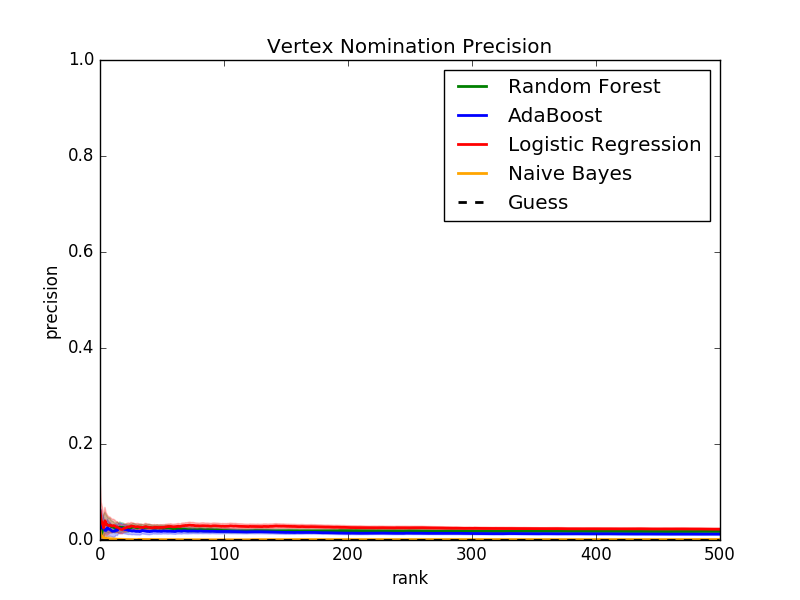 Vertex Nomination Precision
1.0
0.8
0.6
0.4
0.2
0.0
precision
Random Forest
AdaBoost
Logistic Regression
Naive Bayes
Guess
0 100 200 300 400 500
rank